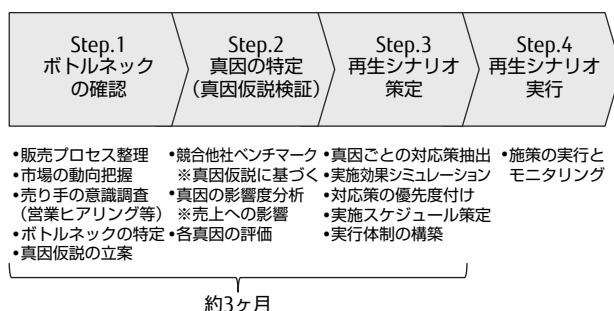 Step.1
ボトルネック
の確認
Step.2
真因の特定
(真因仮説検証)
Step.3
再生シナリオ
策定
Step.4
再生シナリオ
実行
•販売プロセス整理
•市場の動向把握
•売り手の意識調査
(営業ヒアリング等)
•ボトルネックの特定
•真因仮説の立案
•競合他社ベンチマーク
※真因仮説に基づく
•真因の影響度分析
※売上への影響
•各真因の評価
•真因ごとの対応策抽出
•実施効果シミュレーション
•対応策の優先度付け
•実施スケジュール策定
•実行体制の構築
•施策の実行と
モニタリング
約3ヶ月